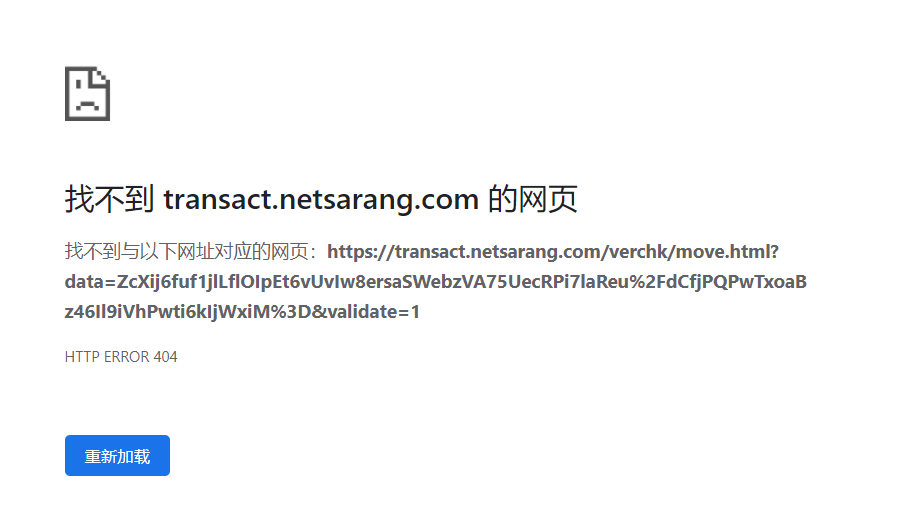 找不到 transact.netsarang.com 的网页
找不到与以下网址对应的网页：https://transact.netsarang.com/verchk/move.html?
data=ZcXij6fuf1jlLflOIpEt6vUvIw8ersaSWebzVA75UecRPi7laReu%2FdCfjPQPwTxoaB
z46Il9iVhPwti6kIjWxiM%3D&validate=1
HTTP ERROR 404
重新加载